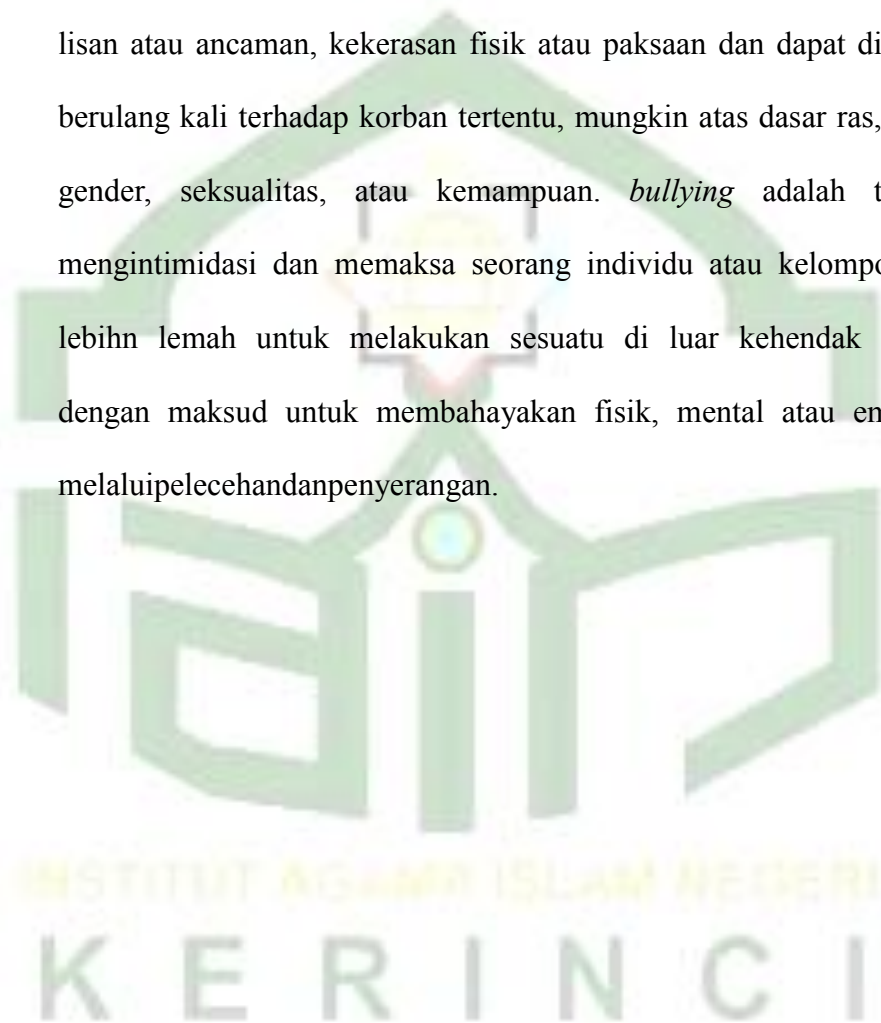 lisan atau ancaman, kekerasan fisik atau paksaan dan dapat di
berulang kali terhadap korban tertentu, mungkin atas dasar ras,
gender, seksualitas, atau kemampuan. bullying adalah t
mengintimidasi dan memaksa seorang individu atau kelompo
lebihn lemah untuk melakukan sesuatu di luar kehendak
dengan maksud untuk membahayakan fisik, mental atau en
melaluipelecehandanpenyerangan.
INSTITUT AGAMA ISLAM NEGERI
KERINCI